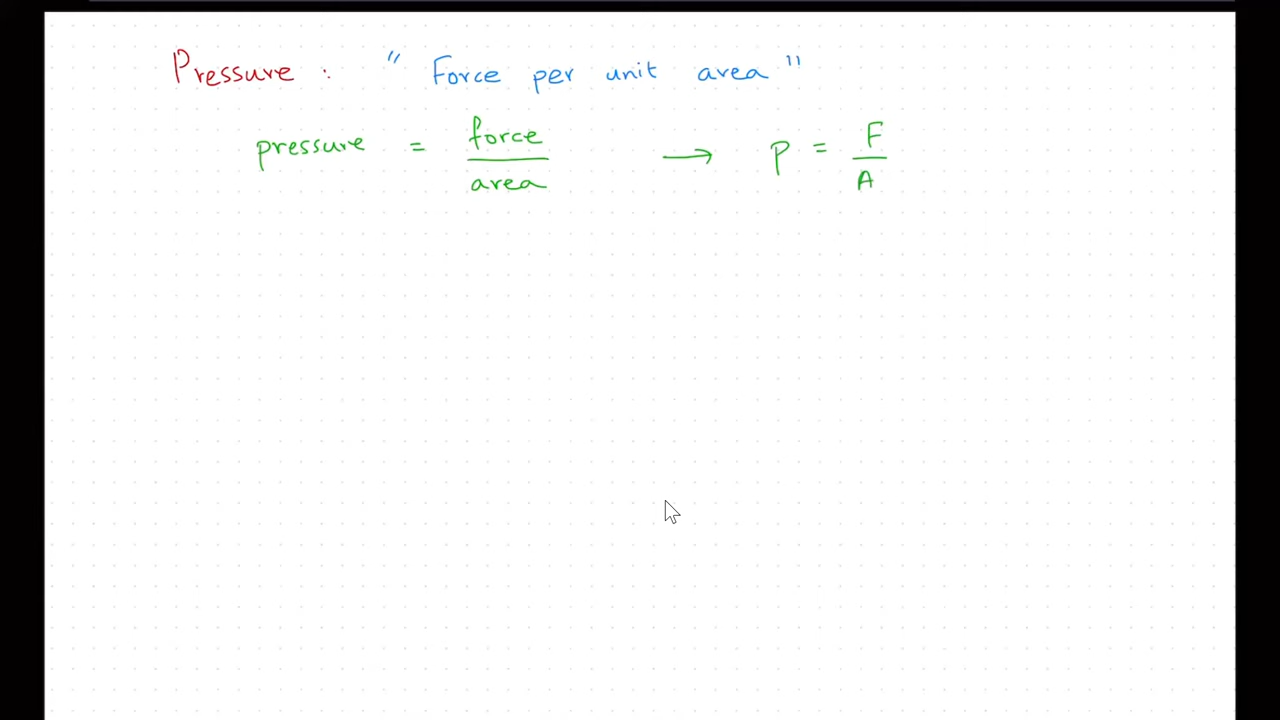 Pressure : " Force per unit area "
pressure = force / area → P = F / A